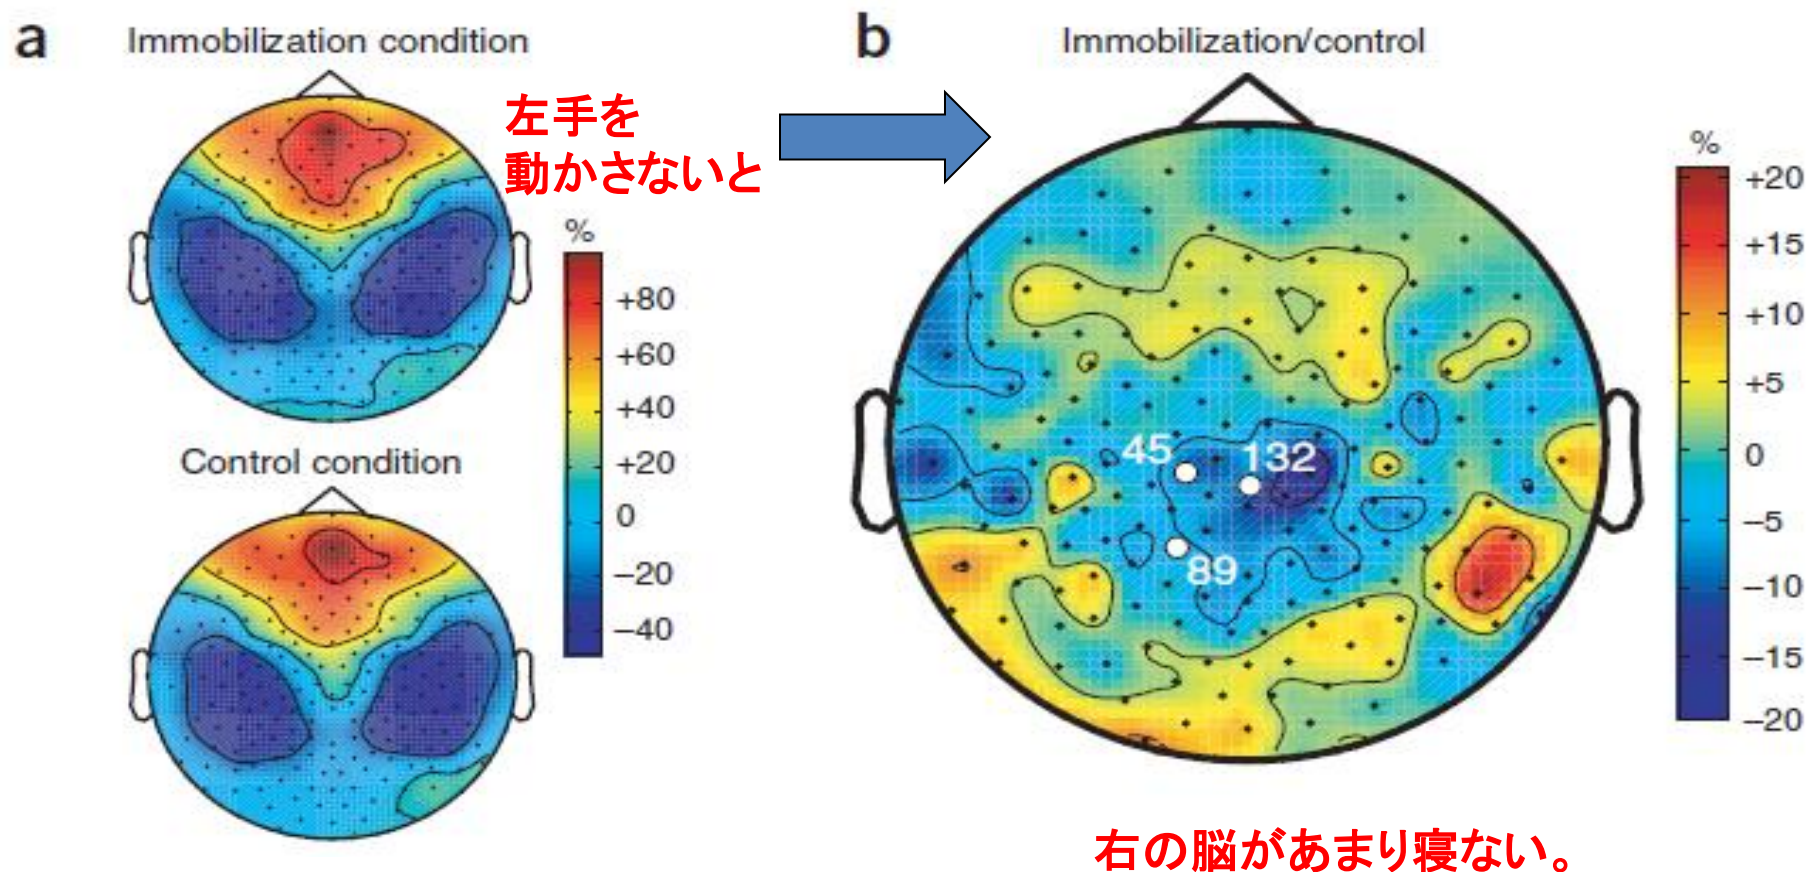 a
Immobilization condition
左手を
動かさないと
%
+80
+60
+40
+20
0
−20
−40
Control condition
b
Immobilization/control
45
132
89
%
+20
+15
+10
+5
0
−5
−10
−15
−20
右の脳があまり寝ない。